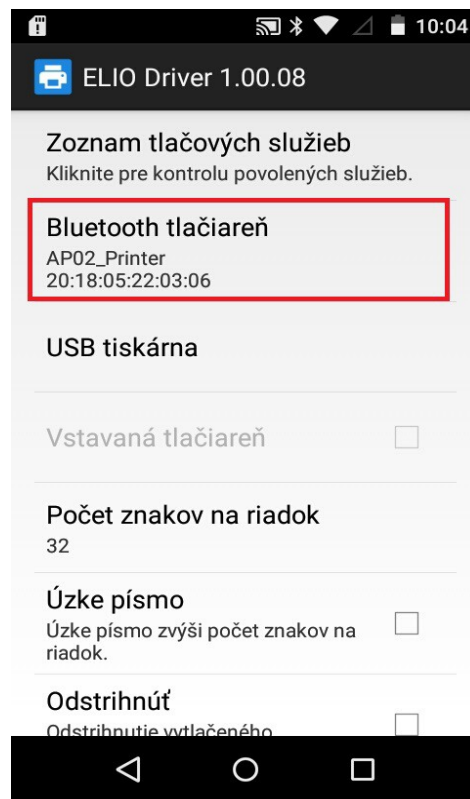 10:04
ELIO Driver 1.00.08
Zoznam tlačových služieb
Kliknite pre kontrolu povolených služieb.
Bluetooth tlačiareň
AP02_Printer
20:18:05:22:03:06
USB tiskárna
Vstavaná tlačiareň
Počet znakov na riadok
32
Úzke písmo
Úzke písmo zvýši počet znakov na
riadok.
Odstrihnúť
Odstrihnutie vytlačeného